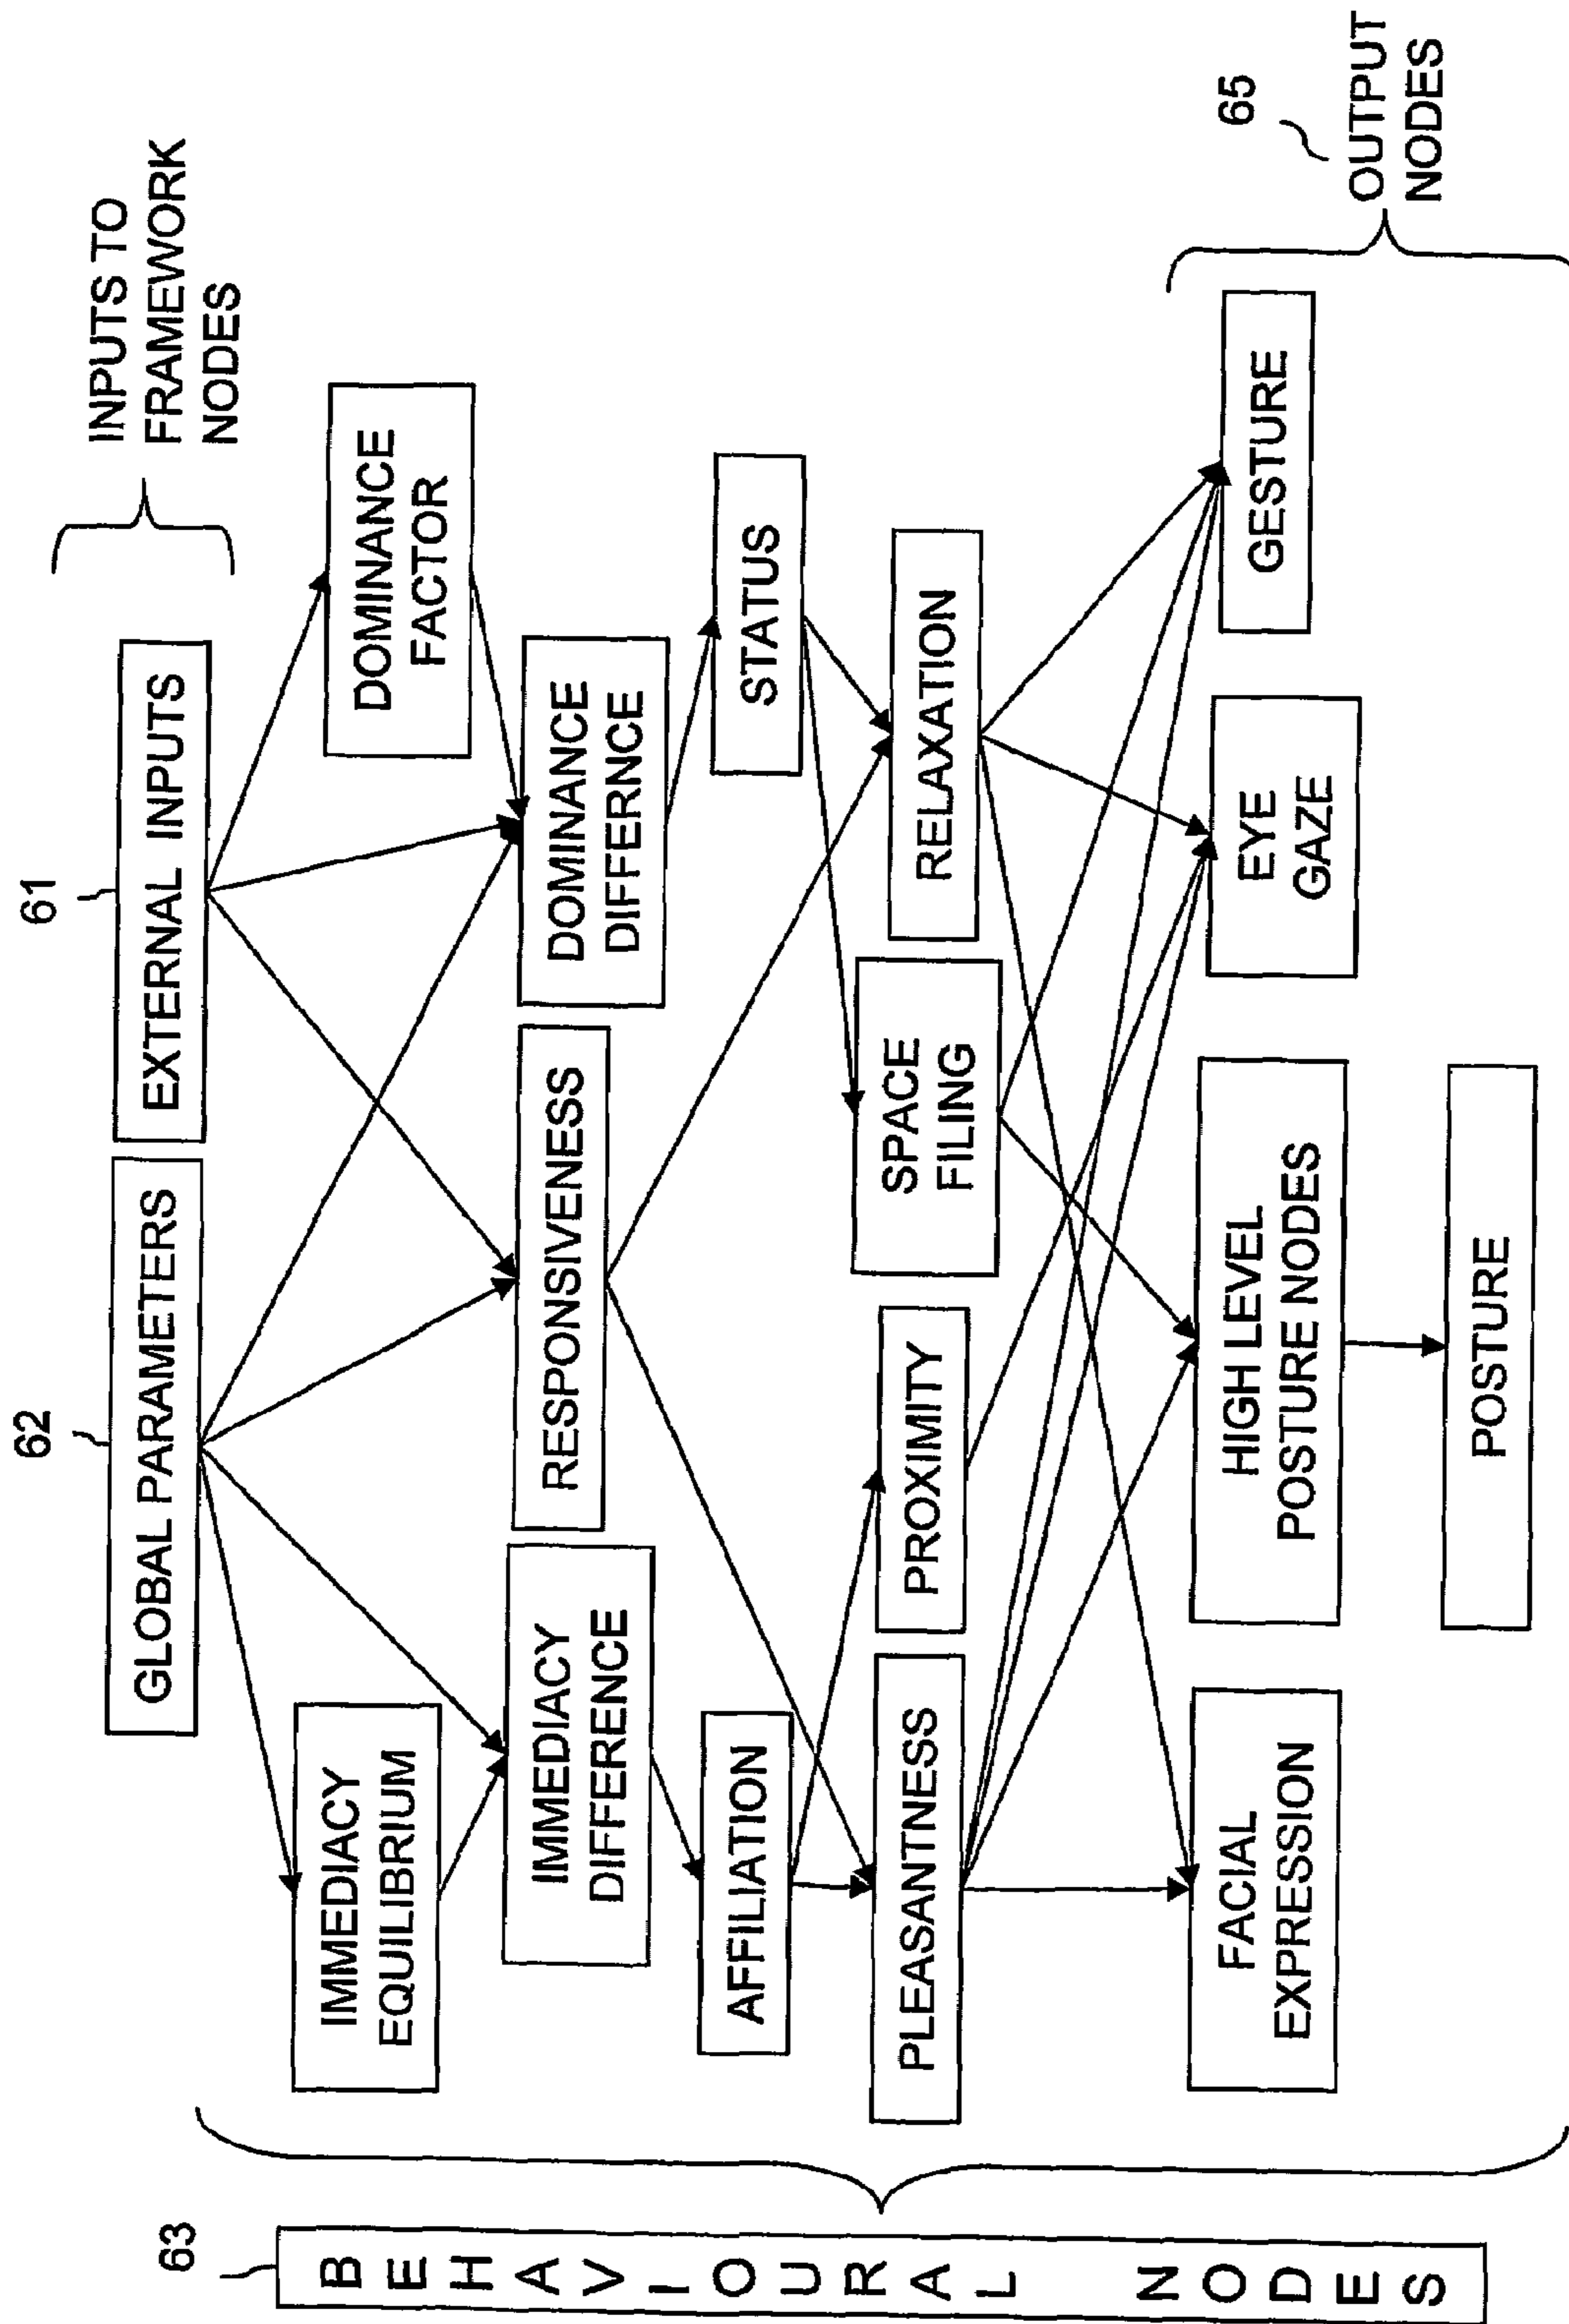 61
62
INPUTS TO
FRAMEWORK
NODES
GLOBAL PARAMETERS
EXTERNAL INPUTS
IMMEDIACY
EQUILIBRIUM
DOMINANCE
FACTOR
IMMEDIACY
DIFFERENCE
RESPONSIVENESS
DOMINANCE
DIFFERNCE
AFFILIATION
STATUS
PLEASANTNESS
PROXIMITY
SPACE
FILING
RELAXATION
FACIAL
EXPRESSION
HIGH LEVEL
POSTURE NODES
EYE
GAZE
GESTURE
POSTURE
63
BEHAVIOURAL NODES
65
OUTPUT
NODES